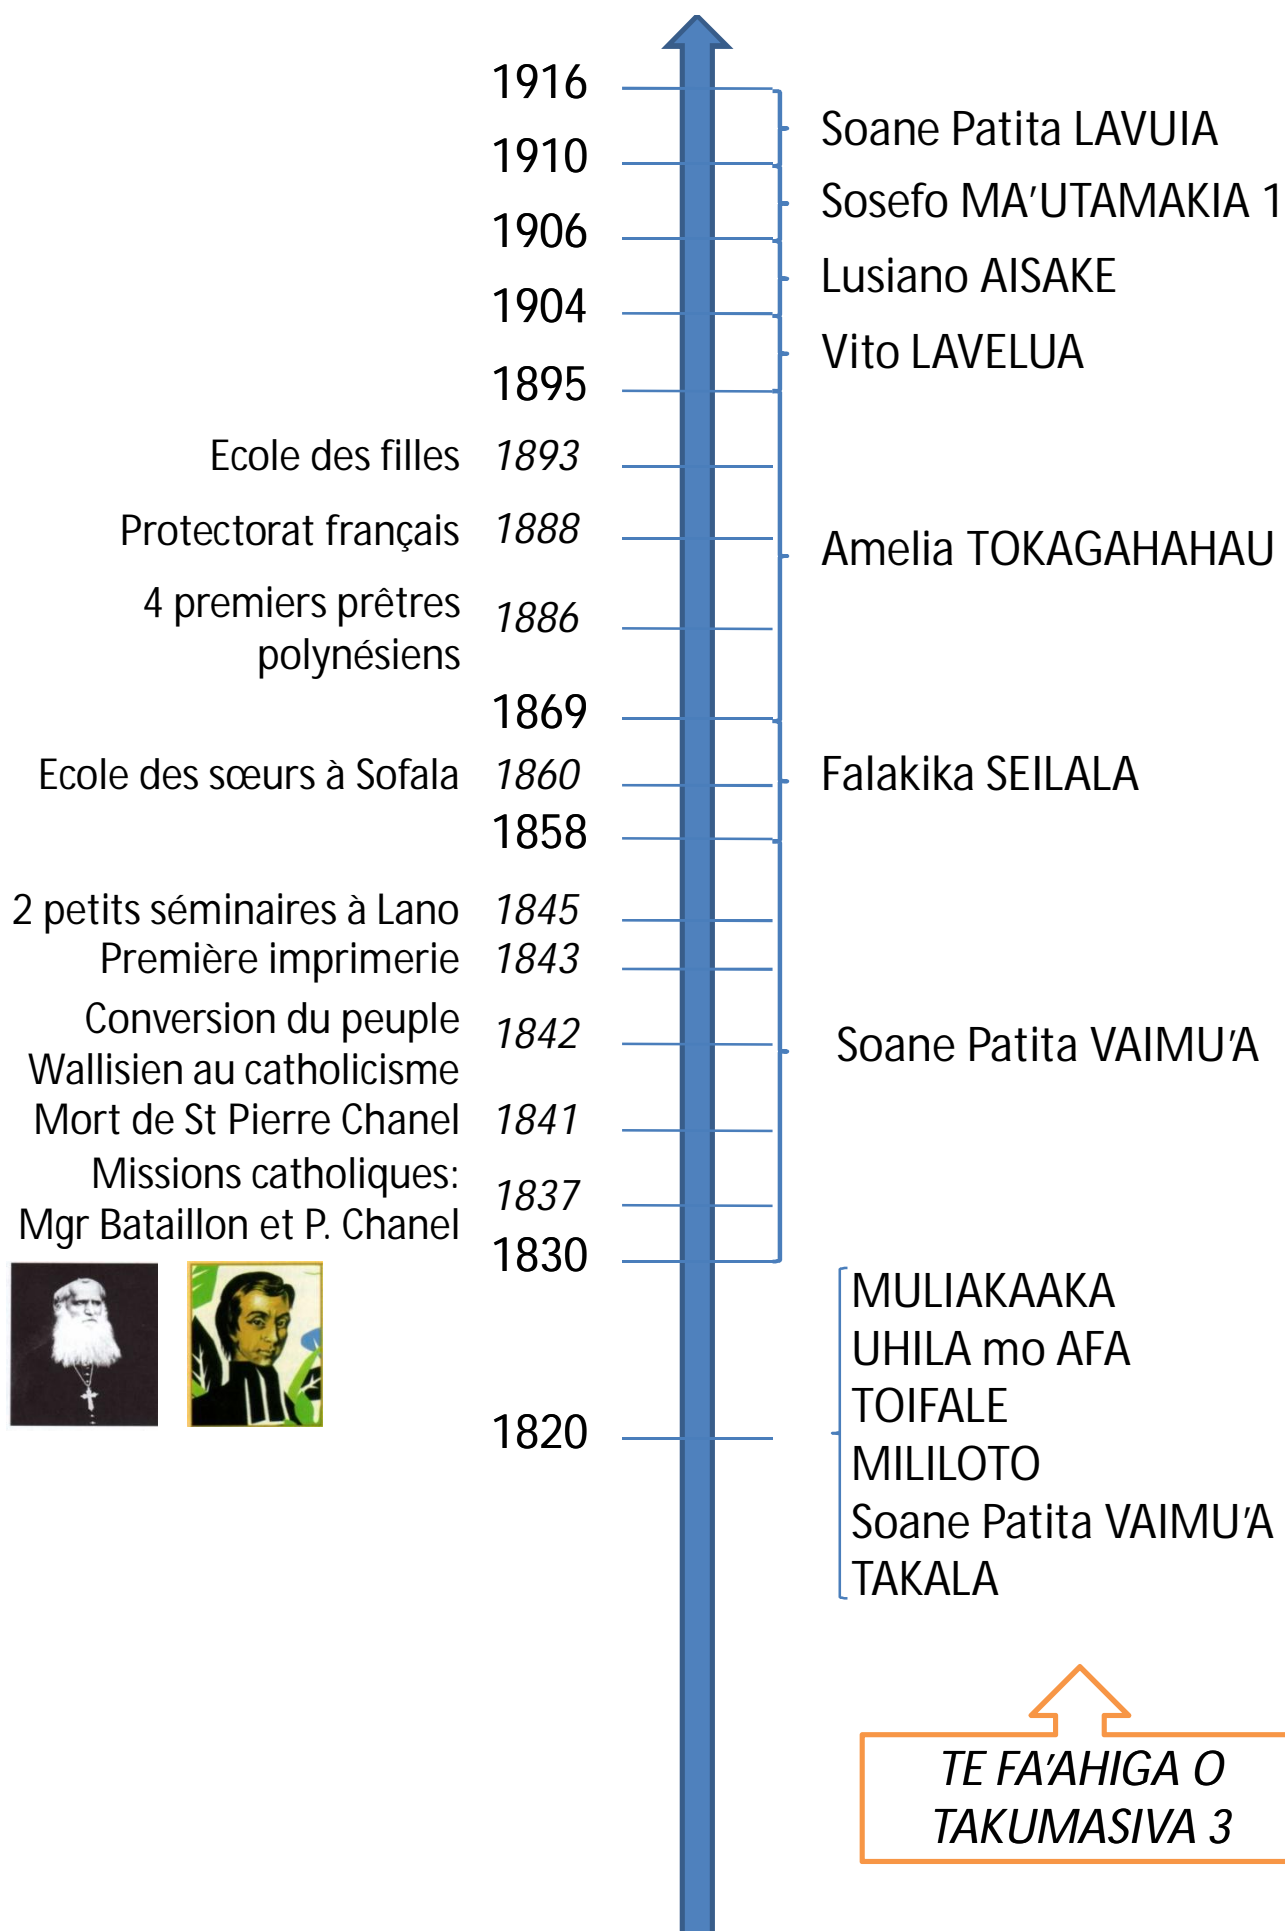 1916
Soane Patita LAVUIA
1910
Sosefo MA'UTAMAKIA 1
1906
Lusiano AISAKE
1904
Vito LAVELUA
1895
Ecole des filles 1893
Protectorat français 1888
Amelia TOKAGAHAHAU
4 premiers prêtres
polynésiens
1886
1869
Ecole des sœurs à Sofala 1860
Falakika SEILALA
1858
2 petits séminaires à Lano 1845
Première imprimerie 1843
Conversion du peuple
Wallisien au catholicisme
1842
Soane Patita VAIMU'A
Mort de St Pierre Chanel 1841
Missions catholiques:
Mgr Bataillon et P. Chanel
1837
1830
MULIAKAAKA
UHILA mo AFA
TOIFALE
1820
MILILOTO
Soane Patita VAIMU'A
TAKALA
TE FA'AHIGA O
TAKUMASIVA 3